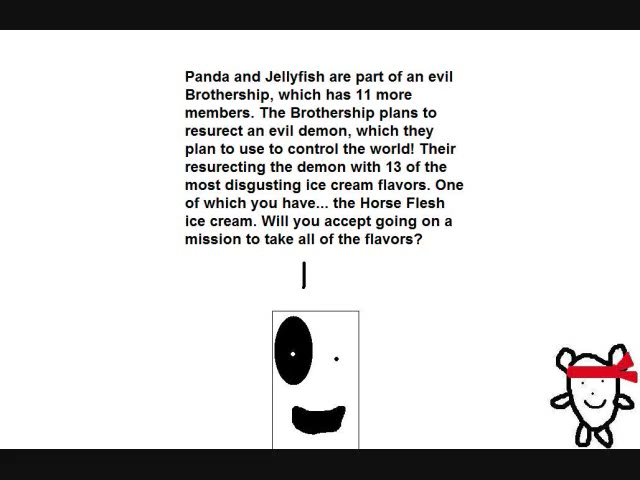 Panda and Jellyfish are part of an evil
Brothership, which has 11 more
members. The Brothership plans to
resurect an evil demon, which they
plan to use to control the world! Their
resurecting the demon with 13 of the
most disgusting ice cream flavors. One
of which you have... the Horse Flesh
ice cream. Will you accept going on a
mission to take all of the flavors?